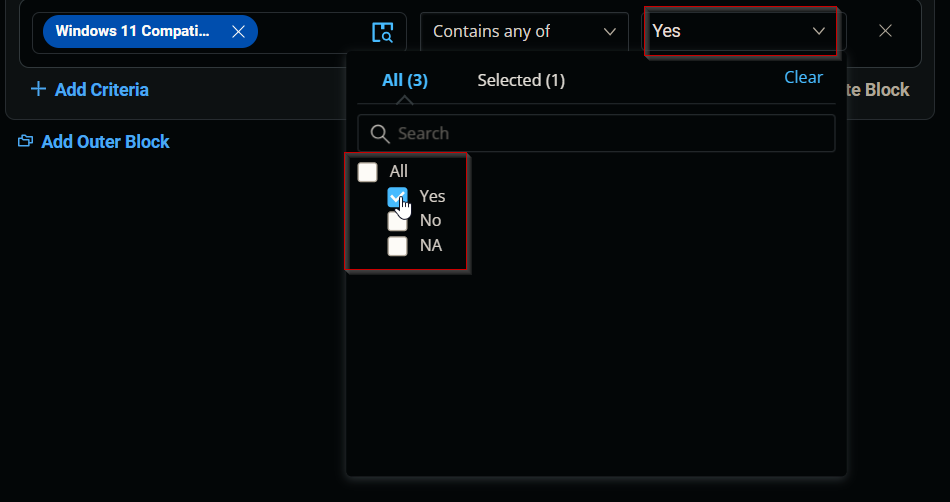 Windows 11 Compati...
Contains any of
Yes
All (3)
Selected (1)
Clear
Add Criteria
te Block
Add Outer Block
Search
All
Yes
No
NA